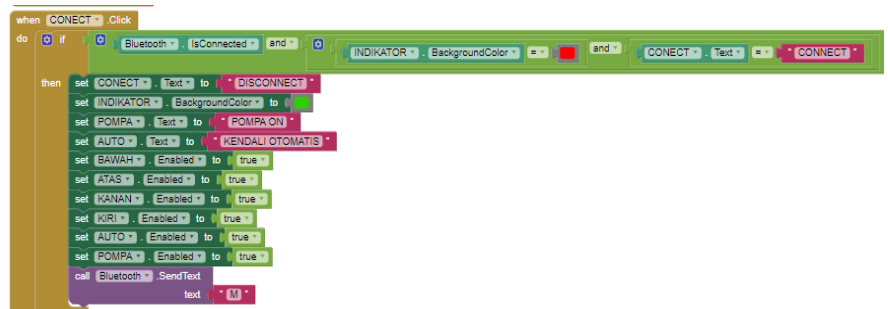 when CONECT .Click
do if Bluetooth . IsConnected and INDIKATOR . BackgroundColor = and CONECT . Text = " CONNECT "
then set CONECT . Text to " DISCONNECT "
set INDIKATOR . BackgroundColor to
set POMPA . Text to " POMPA ON "
set AUTO . Text to " KENDALI OTOMATIS "
set BAWAH . Enabled to true
set ATAS . Enabled to true
set KANAN . Enabled to true
set KIRI . Enabled to true
set AUTO . Enabled to true
set POMPA . Enabled to true
call Bluetooth .SendText
text " M "